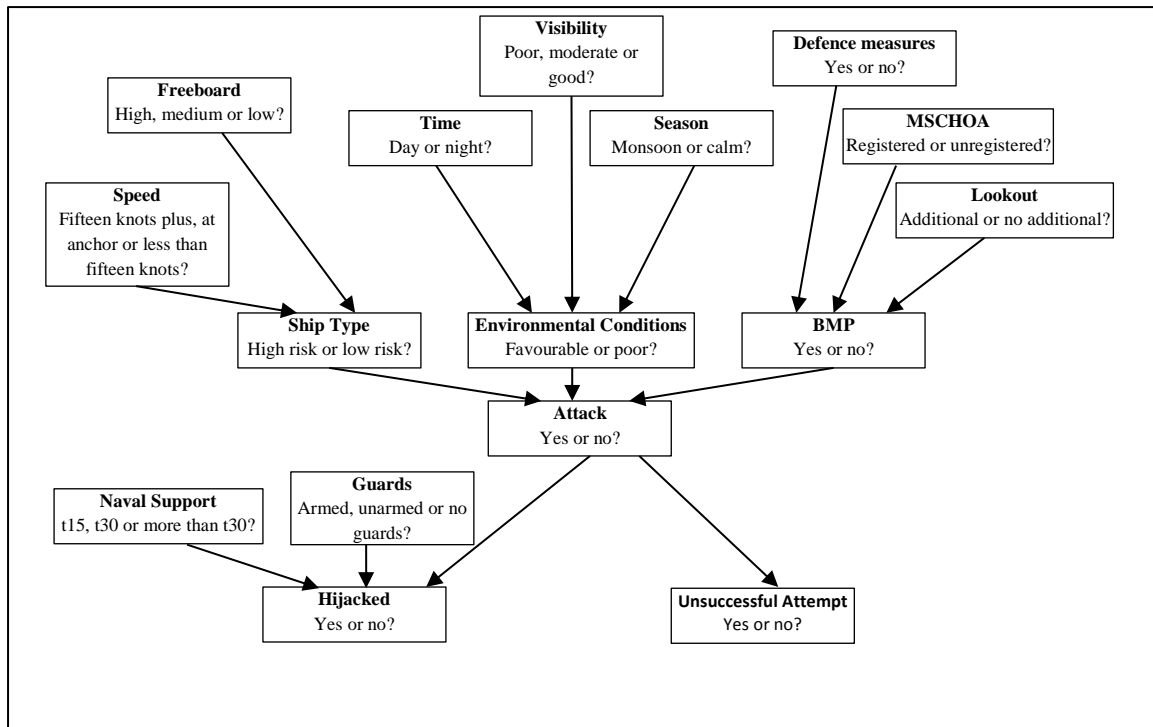 Visibility
Poor, moderate or
good?
Defence measures
Yes or no?
Freeboard
High, medium or low?
Time
Day or night?
Season
Monsoon or calm?
MSCHOA
Registered or unregistered?
Speed
Fifteen knots plus, at
anchor or less than
fifteen knots?
Lookout
Additional or no additional?
Ship Type
High risk or low risk?
Environmental Conditions
Favourable or poor?
BMP
Yes or no?
Attack
Yes or no?
Naval Support
t15, t30 or more than t30?
Guards
Armed, unarmed or no
guards?
Hijacked
Yes or no?
Unsuccessful Attempt
Yes or no?